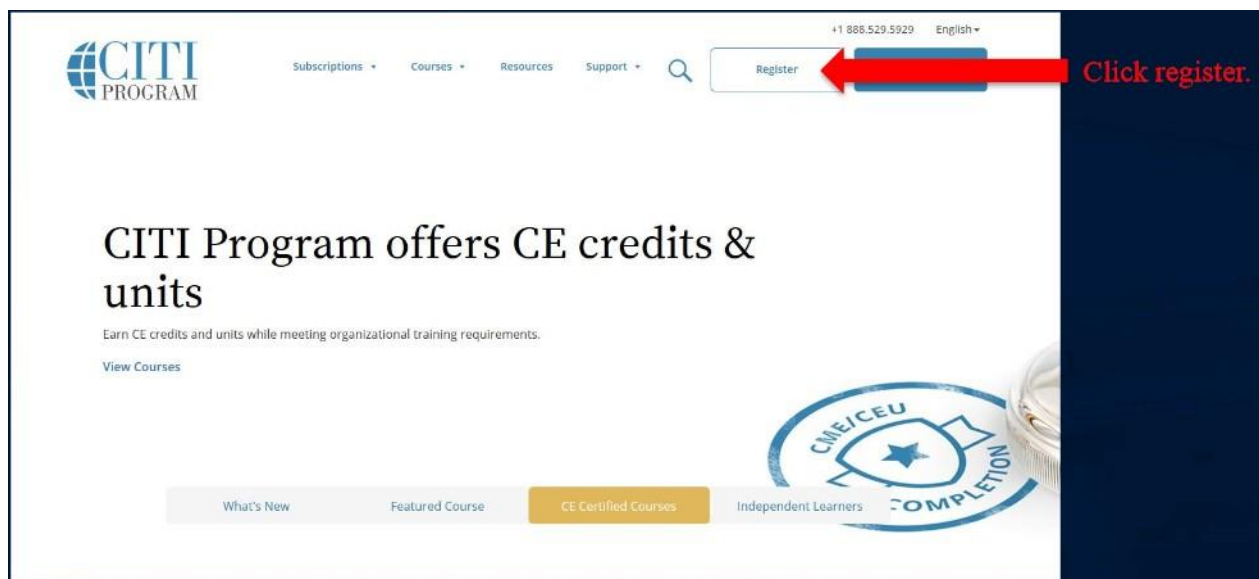 +1 888.529.5929 English
CITI
PROGRAM
Subscriptions Courses Resources Support Register
Click register.
CITI Program offers CE credits &
units
Earn CE credits and units while meeting organizational training requirements.
View Courses
CME/CEU
COMPLETION
What's New Featured Course CE Certified Courses Independent Learners